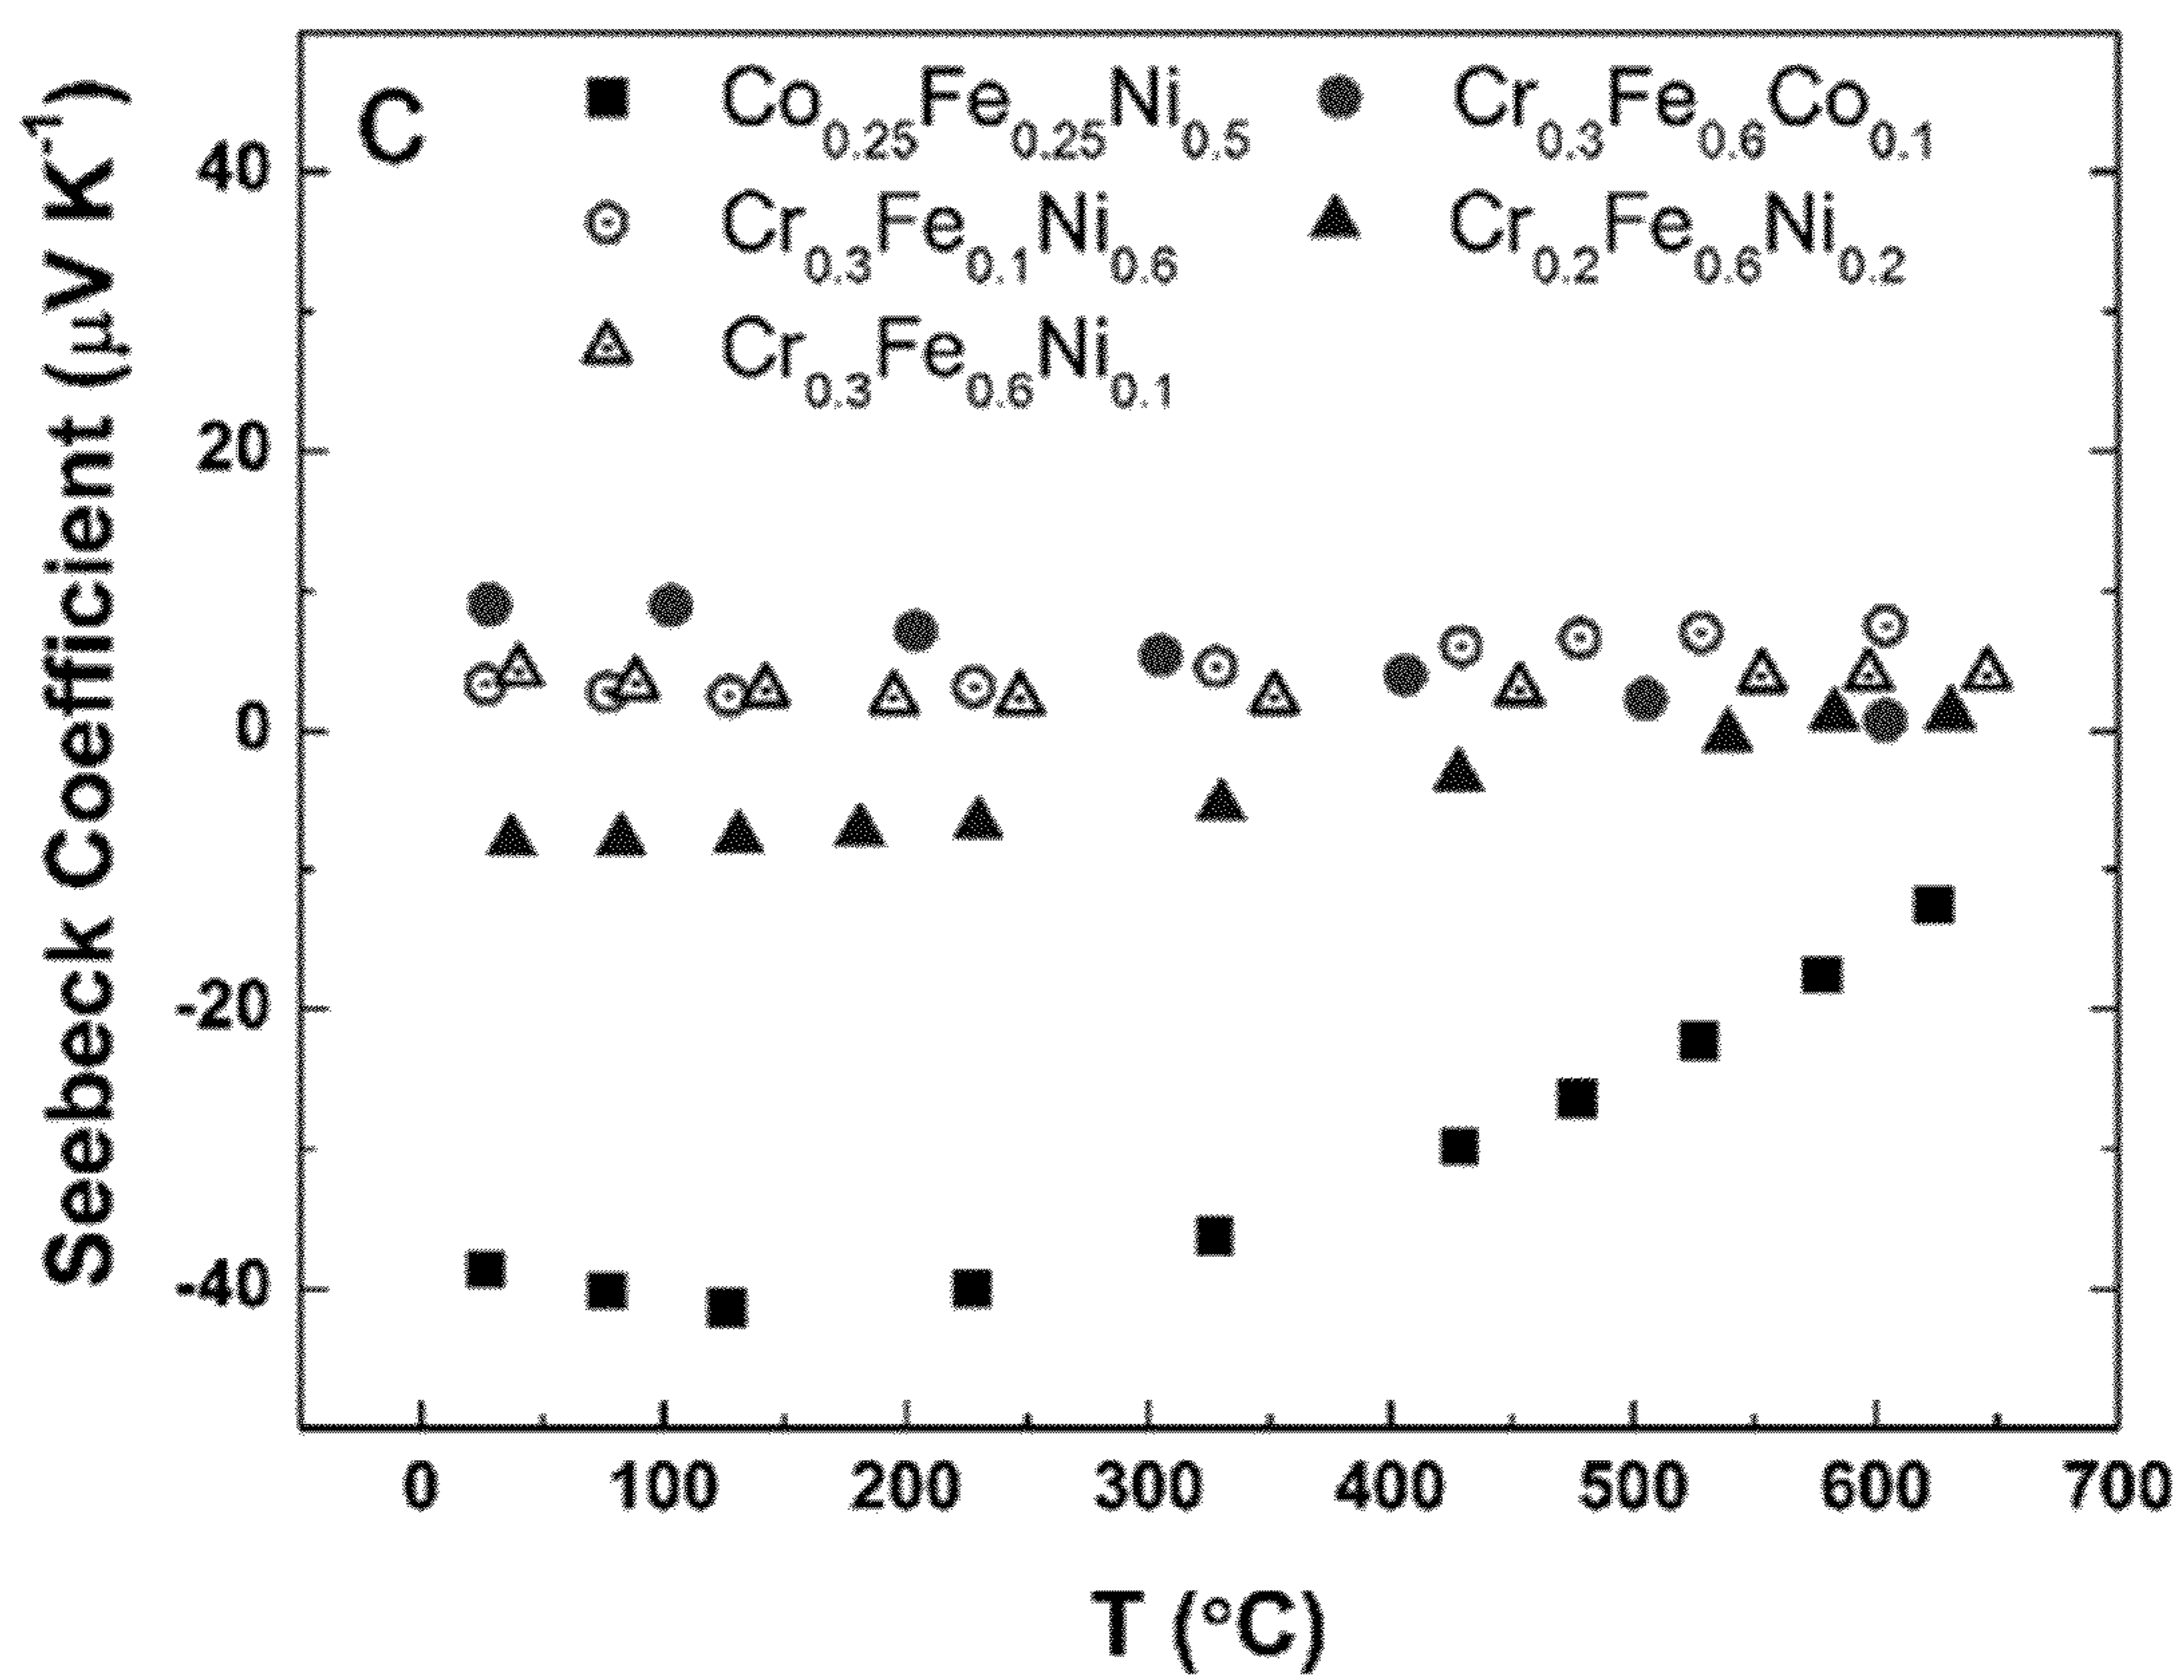 C
Co0.25Fe0.25Ni0.5
Cr0.3Fe0.6Co0.1
Cr0.3Fe0.1Ni0.6
Cr0.2Fe0.6Ni0.2
Cr0.3Fe0.6Ni0.1
Seebeck Coefficient (μV K-1)
40
20
0
-20
-40
0 100 200 300 400 500 600 700
T (°C)